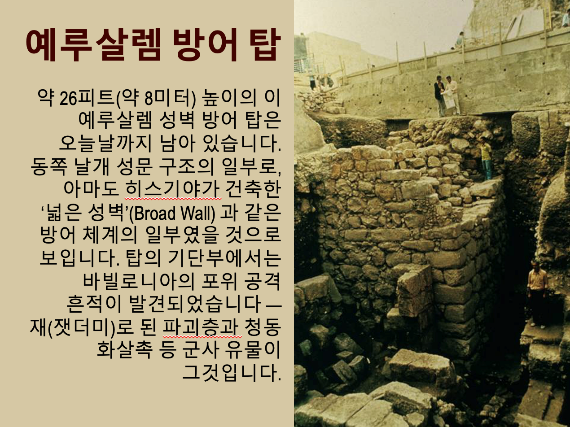 예루살렘 방어 탑
약 26피트(약 8미터) 높이의 이
예루살렘 성벽 방어 탑은
오늘날까지 남아 있습니다.
동쪽 날개 성문 구조의 일부로,
아마도 히스기야가 건축한
‘넓은 성벽’(Broad Wall) 과 같은
방어 체계의 일부였을 것으로
보입니다. 탑의 기단부에서는
바빌로니아의 포위 공격
흔적이 발견되었습니다 —
재(잿더미)로 된 파괴층과 청동
화살촉 등 군사 유물이
그것입니다.